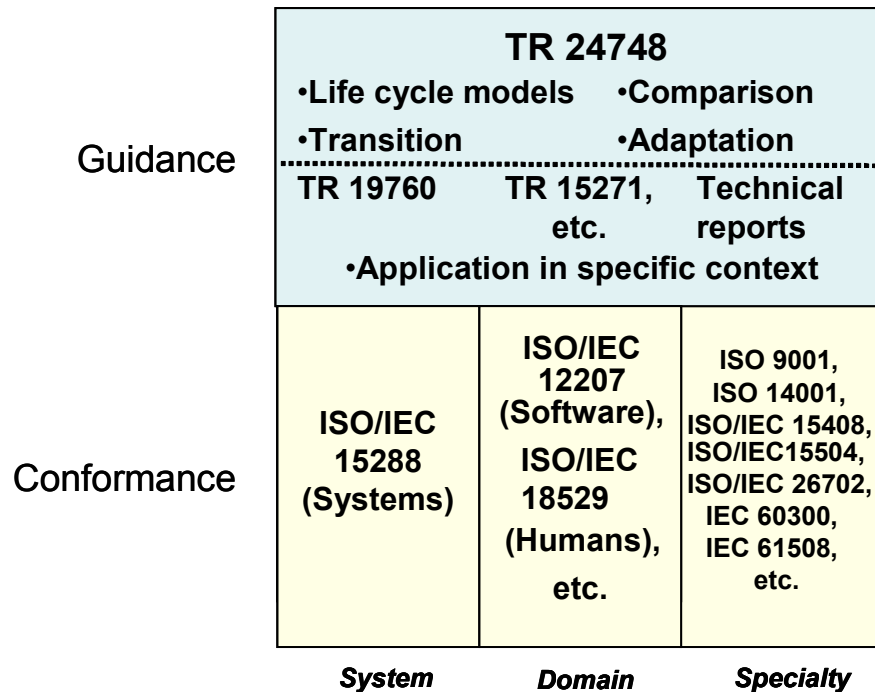 TR 24748
•Life cycle models •Comparison
•Transition •Adaptation
Guidance
TR 19760 TR 15271, Technical
etc. reports
•Application in specific context
ISO/IEC
15288
(Systems)
ISO/IEC
12207
(Software),
ISO/IEC
18529
(Humans),
etc.
ISO 9001,
ISO 14001,
ISO/IEC 15408,
ISO/IEC15504,
ISO/IEC 26702,
IEC 60300,
IEC 61508,
etc.
Conformance
System Domain Specialty